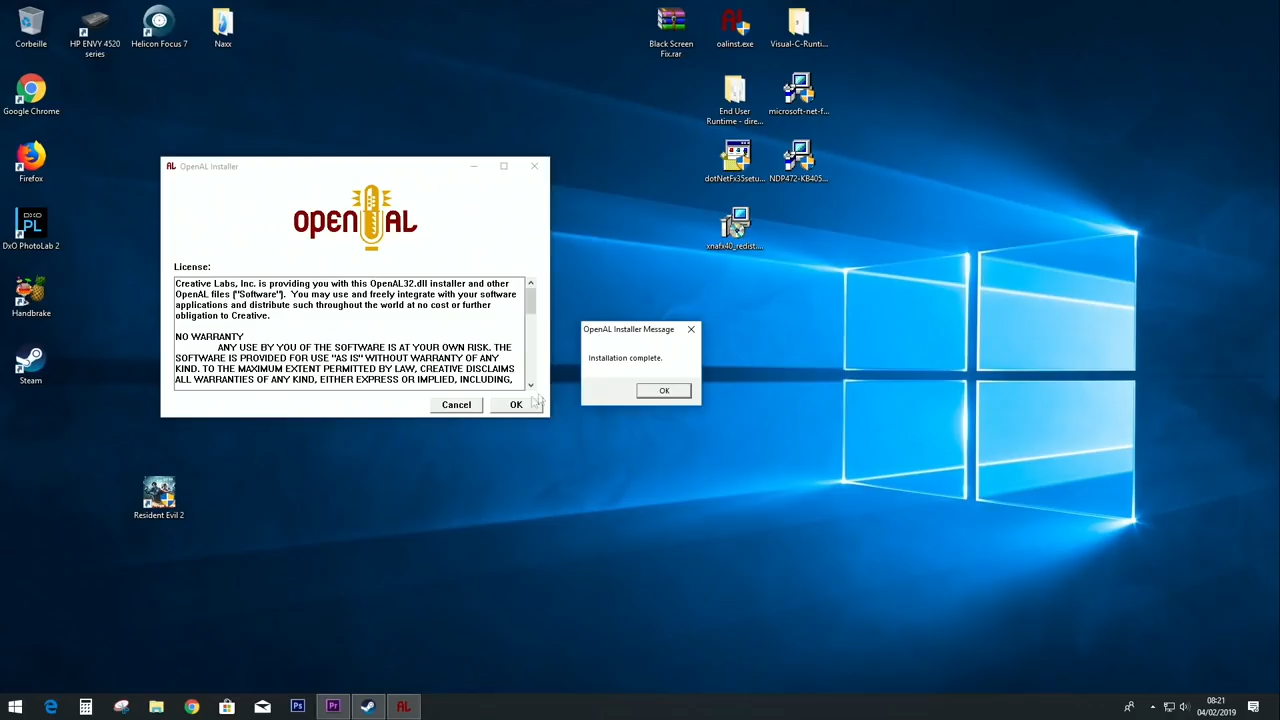 Corbeille
HP ENVY 4520
series
Helicon Focus 7
Naxx
Black Screen
Fix.rar
oalinst.exe
Visual-C-Runti...
Google Chrome
End User
Runtime - dire...
microsoft-net-f...
Firefox
dotNetFx35setu...
NDP472-KB405...
DxO PhotoLab 2
xnafx40_redist....
Handbrake
Steam
Resident Evil 2
AL OpenAL Installer
OPEN AL
License:
Creative Labs, Inc. is providing you with this OpenAL32.dll installer and other
OpenAL files ["Software"]. You may use and freely integrate with your software
applications and distribute such throughout the world at no cost or further
obligation to Creative.
NO WARRANTY
ANY USE BY YOU OF THE SOFTWARE IS AT YOUR OWN RISK. THE
SOFTWARE IS PROVIDED FOR USE "AS IS" WITHOUT WARRANTY OF ANY
KIND. TO THE MAXIMUM EXTENT PERMITTED BY LAW, CREATIVE DISCLAIMS
ALL WARRANTIES OF ANY KIND, EITHER EXPRESS OR IMPLIED, INCLUDING,
Cancel
OK
OpenAL Installer Message
Installation complete.
OK
Ps
Pr
AL
08:21
04/02/2019